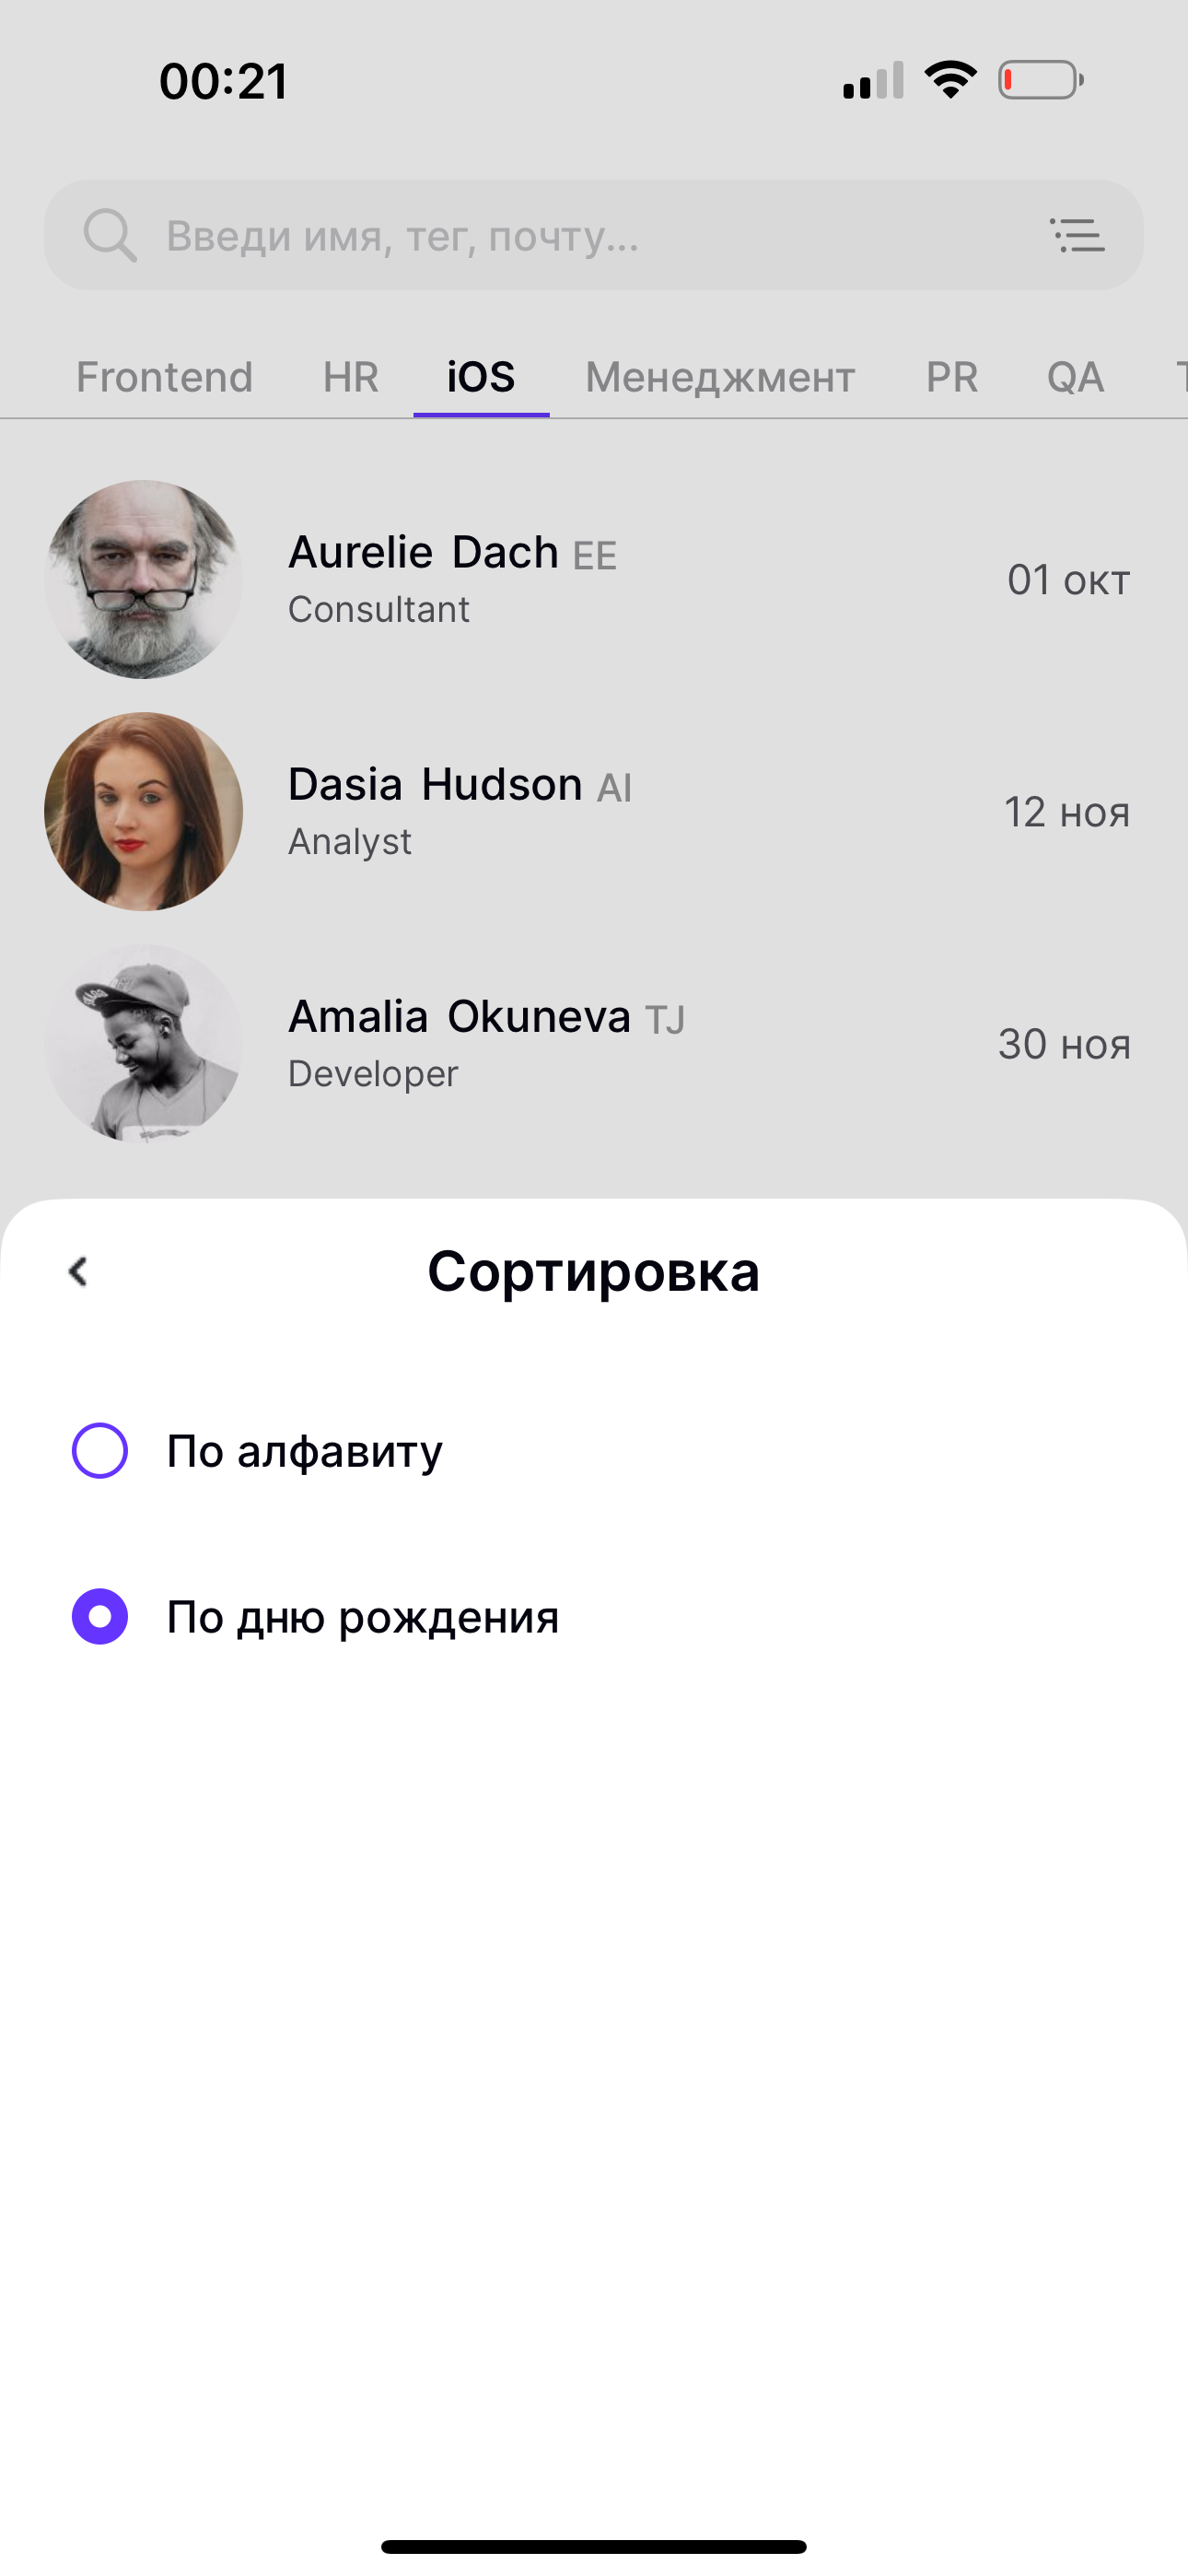 00:21
Введи имя, тег, почту...
Frontend HR iOS Менеджмент PR QA
Aurelie Dach EE
Consultant
01 окт
Dasia Hudson AI
Analyst
12 ноя
Amalia Okuneva TJ
Developer
30 ноя
Сортировка
По алфавиту
По дню рождения